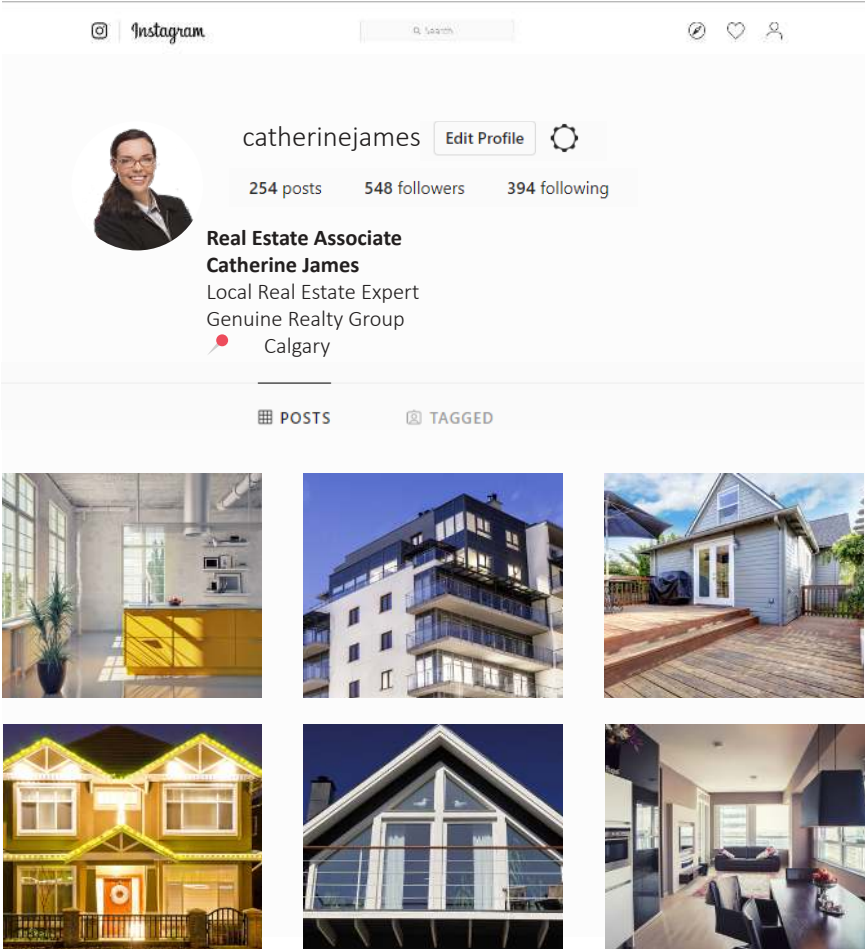 Instagram
Search
catherinejames Edit Profile
254 posts 548 followers 394 following
Real Estate Associate
Catherine James
Local Real Estate Expert
Genuine Realty Group
Calgary
POSTS TAGGED